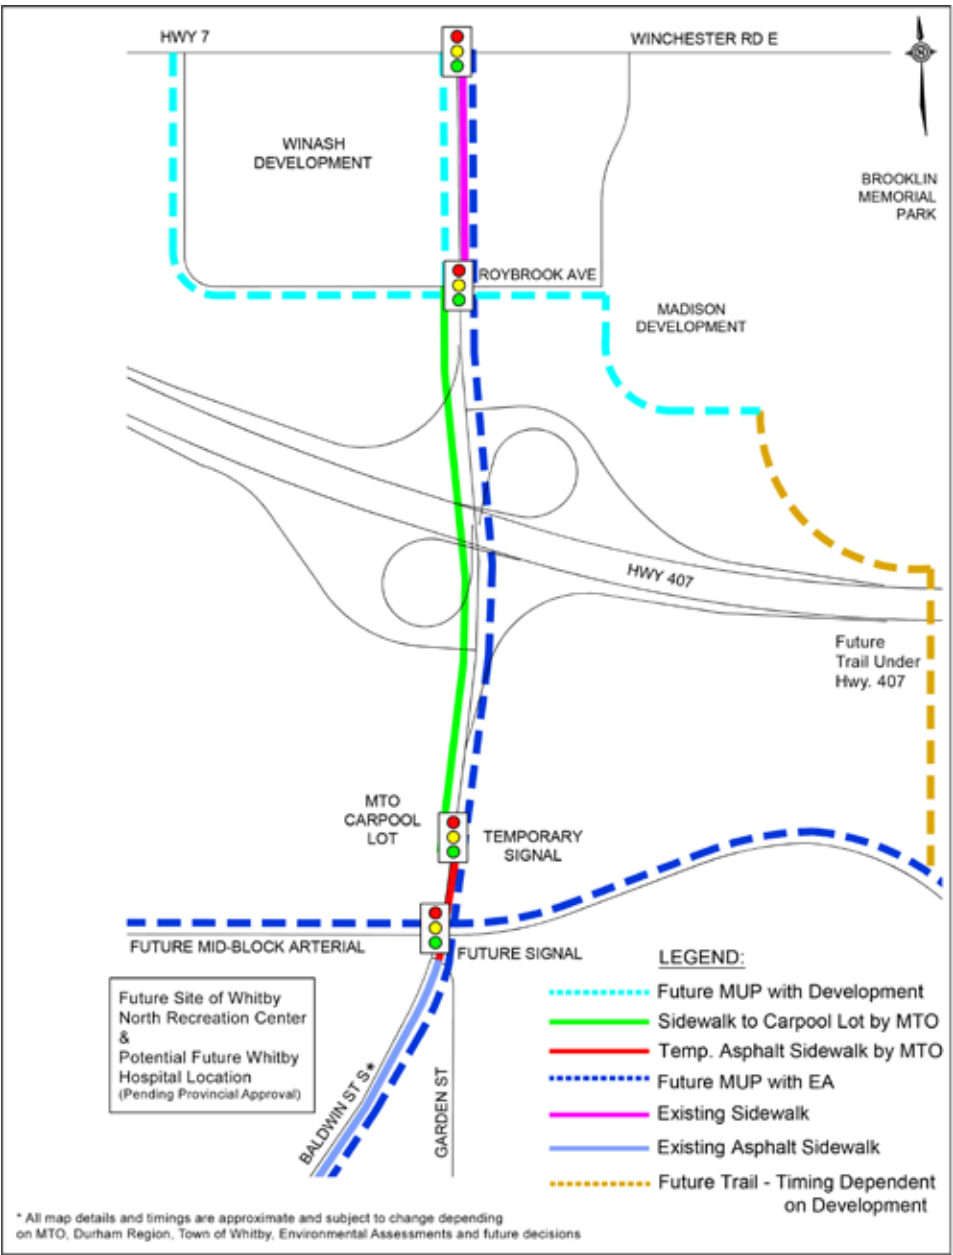 HWY 7
WINCHESTER RD E
N
WINASH
DEVELOPMENT
BROOKLIN
MEMORIAL
PARK
ROYBROOK AVE
MADISON
DEVELOPMENT
HWY 407
Future
Trail Under
Hwy. 407
MTO
CARPOOL
LOT
TEMPORARY
SIGNAL
FUTURE MID-BLOCK ARTERIAL
FUTURE SIGNAL
Future Site of Whitby
North Recreation Center
&
Potential Future Whitby
Hospital Location
(Pending Provincial Approval)
BALDWIN ST S*
GARDEN ST
LEGEND:
Future MUP with Development
Sidewalk to Carpool Lot by MTO
Temp. Asphalt Sidewalk by MTO
Future MUP with EA
Existing Sidewalk
Existing Asphalt Sidewalk
Future Trail - Timing Dependent
on Development
* All map details and timings are approximate and subject to change depending
on MTO, Durham Region, Town of Whitby, Environmental Assessments and future decisions